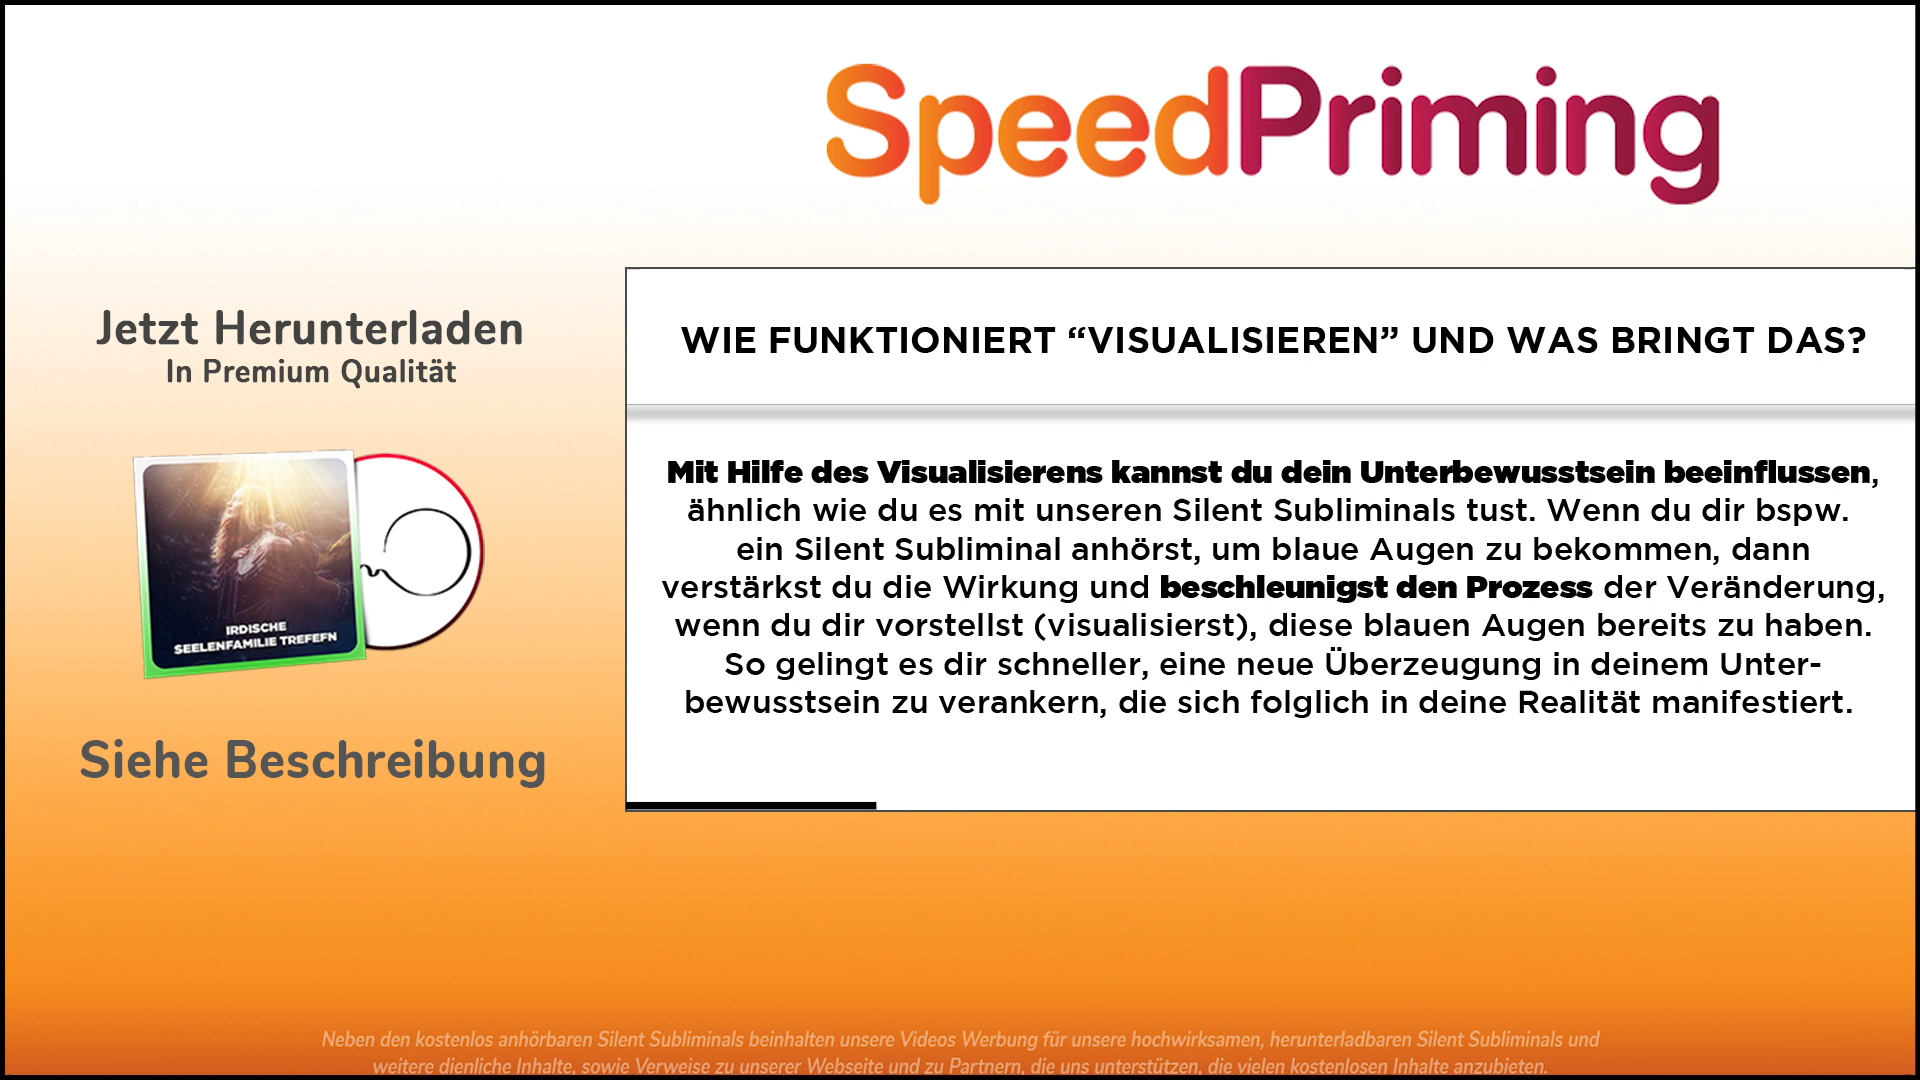 SpeedPriming
Jetzt Herunterladen
In Premium Qualität
IRDISCHE
SEELENFAMILIE TREFEFN
Siehe Beschreibung
WIE FUNKTIONIERT “VISUALISIEREN” UND WAS BRINGT DAS?
Mit Hilfe des Visualisierens kannst du dein Unterbewusstsein beeinflussen,
ähnlich wie du es mit unseren Silent Subliminals tust. Wenn du dir bspw.
ein Silent Subliminal anhörst, um blaue Augen zu bekommen, dann
verstärkst du die Wirkung und beschleunigst den Prozess der Veränderung,
wenn du dir vorstellst (visualisierst), diese blauen Augen bereits zu haben.
So gelingt es dir schneller, eine neue Überzeugung in deinem Unter-
bewusstsein zu verankern, die sich folglich in deine Realität manifestiert.
Neben den kostenlos anhörbaren Silent Subliminals beinhalten unsere Videos Werbung für unsere hochwirksamen, herunterladbaren Silent Subliminals und
weitere dienliche Inhalte, sowie Verweise zu unserer Webseite und zu Partnern, die uns unterstützen, die vielen kostenlosen Inhalte anzubieten.